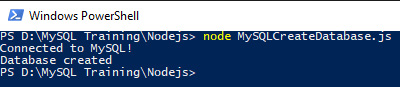 Windows PowerShell
PS D:\MySQL Training\Nodejs> node MySQLCreateDatabase.js
Connected to MySQL!
Database created
PS D:\MySQL Training\Nodejs>